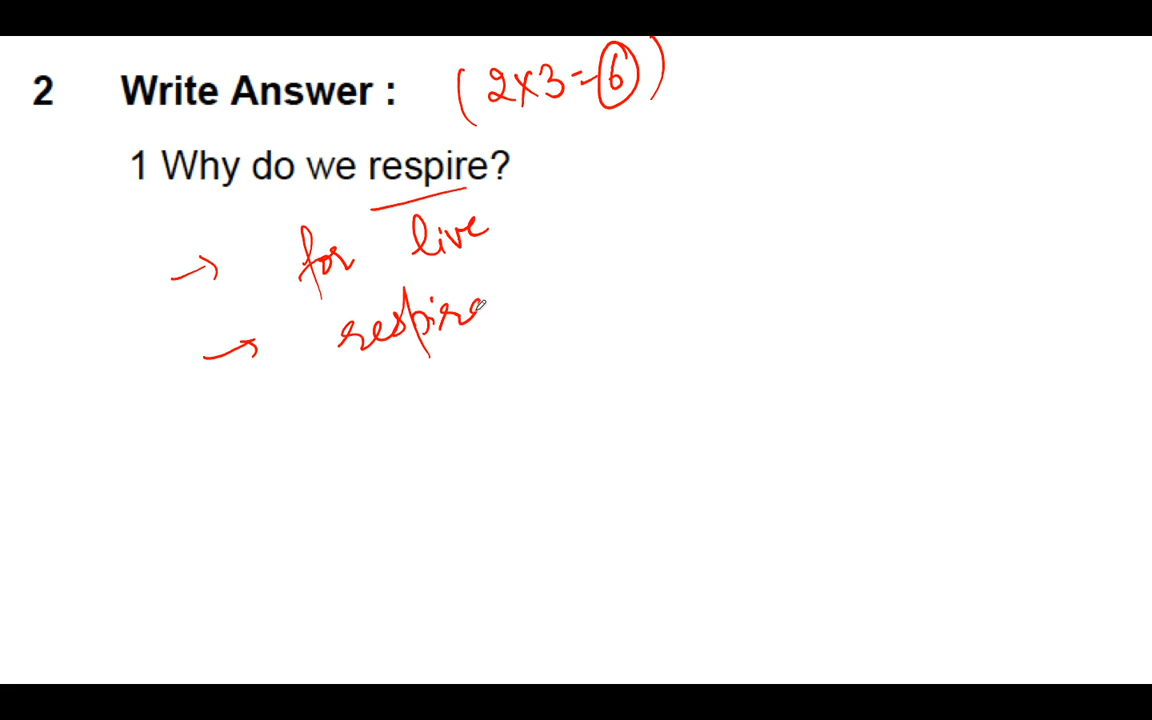 2 Write Answer : (2x3=6)
1 Why do we respire?
→ for live
→ respire